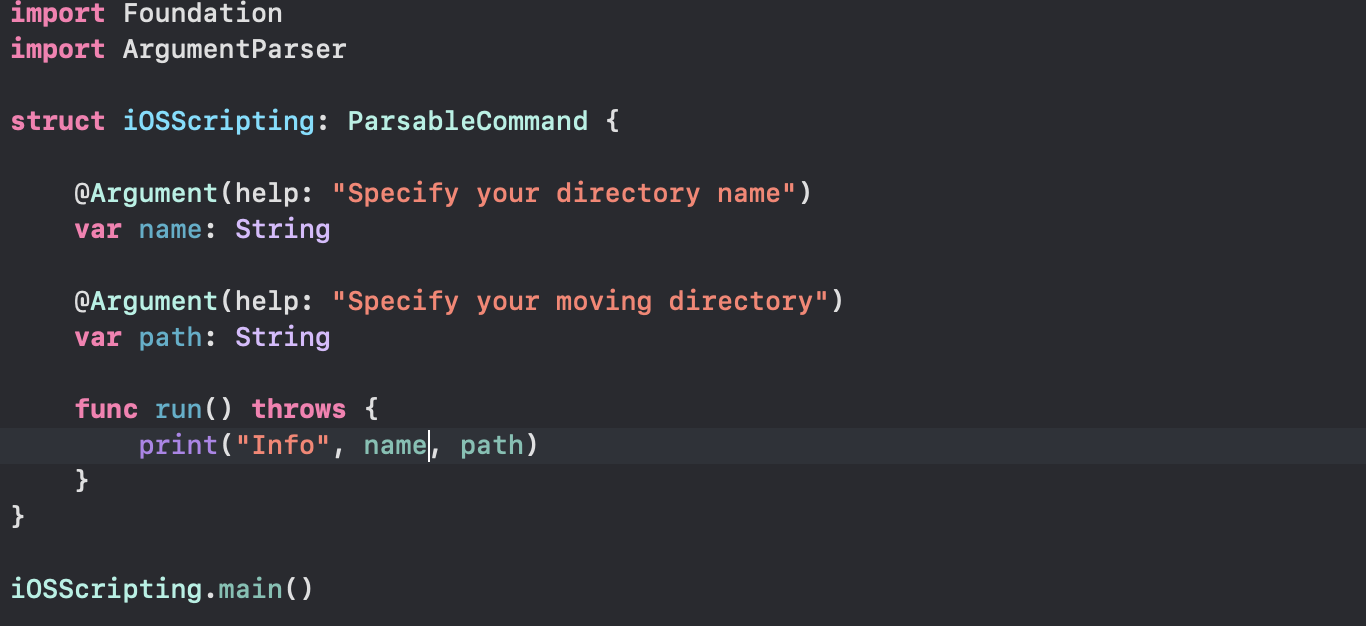 import Foundation
import ArgumentParser
struct iOSScripting: ParsableCommand {
@Argument(help: "Specify your directory name")
var name: String
@Argument(help: "Specify your moving directory")
var path: String
func run() throws {
print("Info", name, path)
}
}
iOSScripting.main()